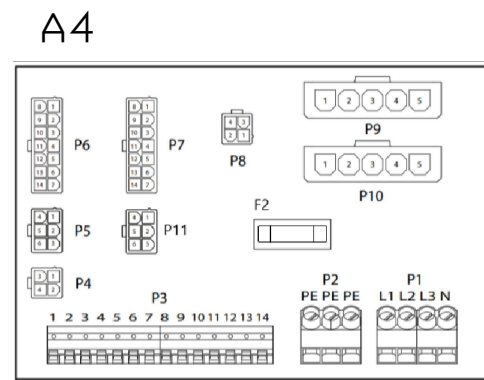 A4
8 1
9 2
10 3
11 4
12 5
13 6
14 7
P6
8 1
9 2
10 3
11 4
12 5
13 6
14 7
P7
4 3
2 1
P8
1 2 3 4 5
P9
1 2 3 4 5
P10
4 1
5 2
6 3
P5
4 1
5 2
6 3
P11
F2
3 1
4 2
P4
P3
1 2 3 4 5 6 7 8 9 10 11 12 13 14
P2
PE PE PE
P1
L1 L2 L3 N